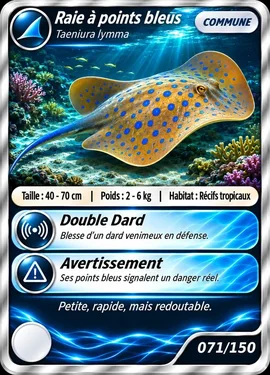 Raie à points bleus
Taeniura lymma
COMMUNE
Taille : 40 - 70 cm | Poids : 2 - 6 kg | Habitat : Récifs tropicaux
Double Dard
Blesse d'un dard venimeux en défense.
Avertissement
Ses points bleus signalent un danger réel.
Petite, rapide, mais redoutable.
071/150